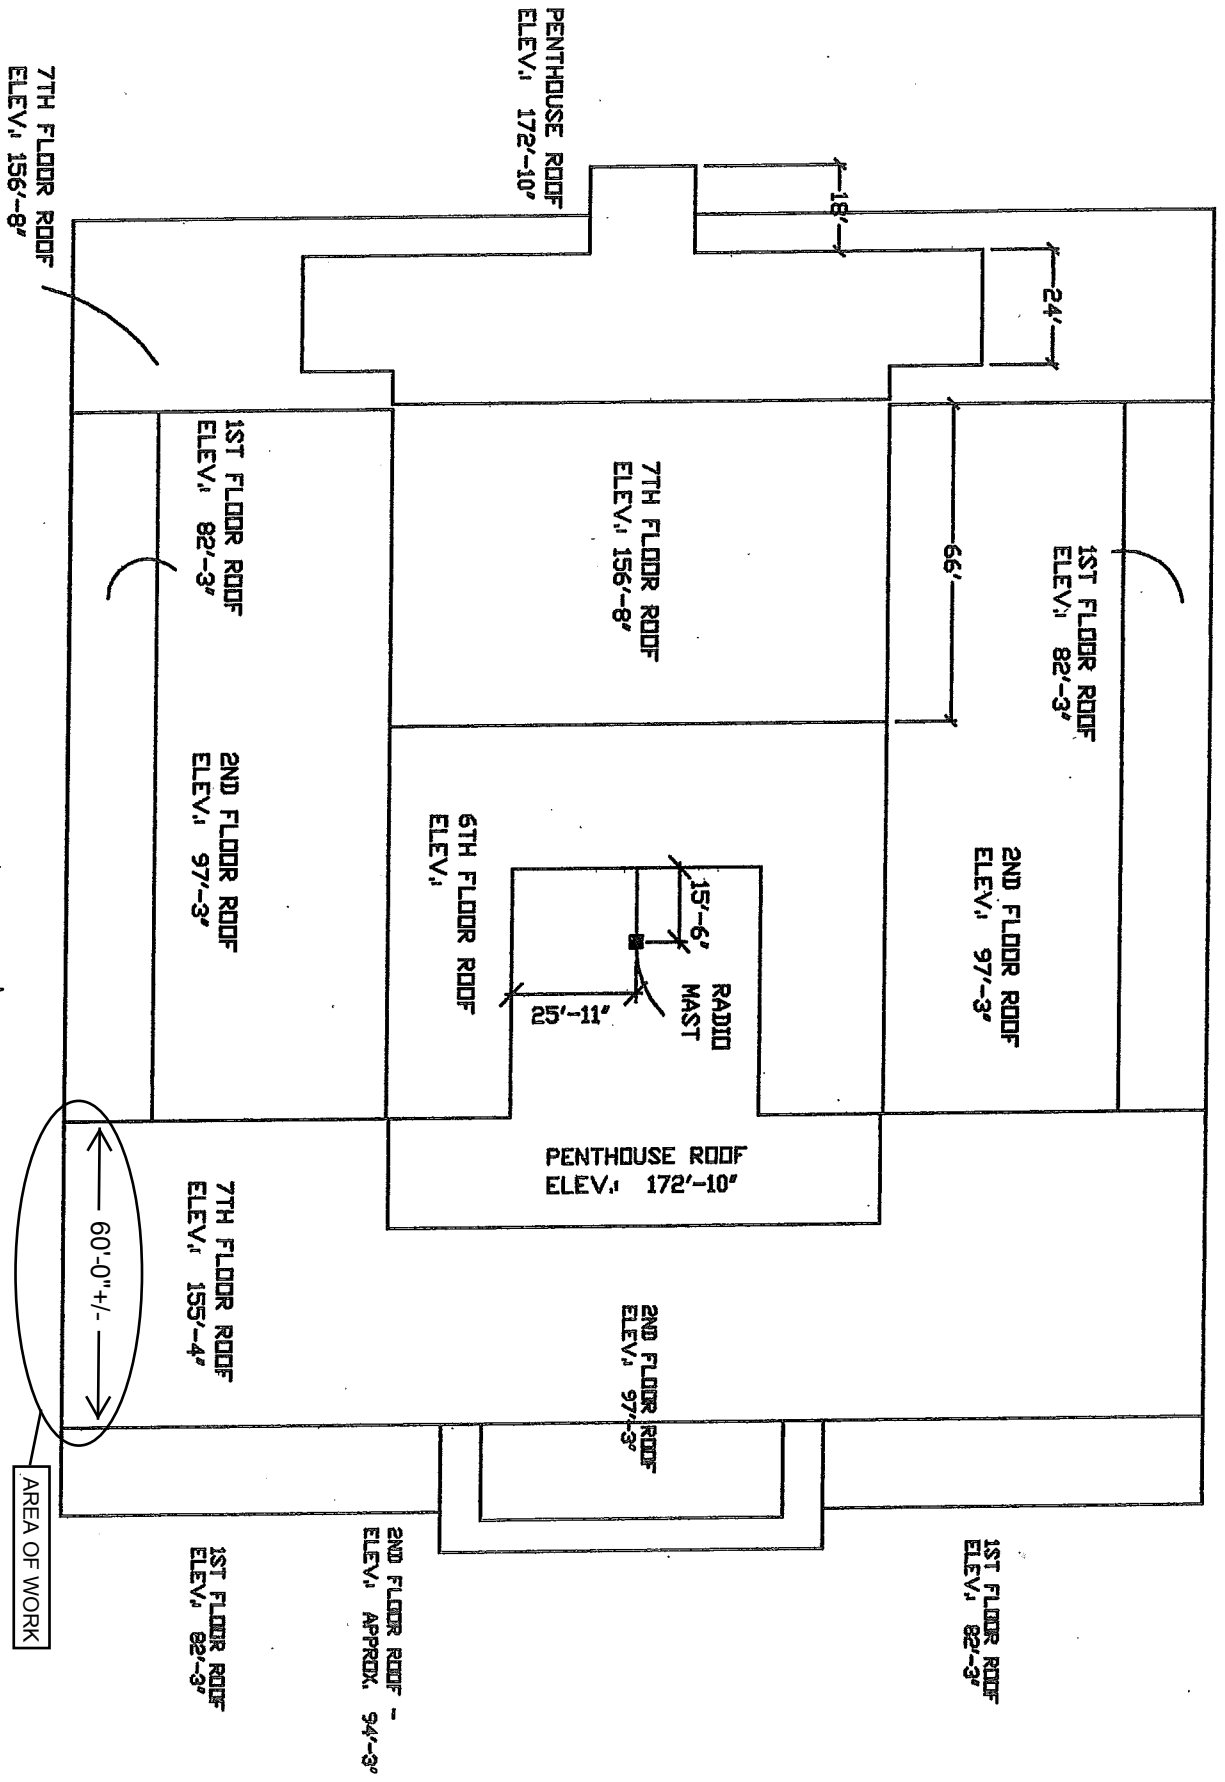 PENTHOUSE ROOF
ELEV.: 172'-10"
7TH FLOOR ROOF
ELEV.: 156'-8"
18'
24'
66'
1ST FLOOR ROOF
ELEV.: 82'-3"
7TH FLOOR ROOF
ELEV.: 156'-8"
1ST FLOOR ROOF
ELEV.: 82'-3"
2ND FLOOR ROOF
ELEV.: 97'-3"
6TH FLOOR ROOF
ELEV.:
15'-6"
25'-11"
RADIO
MAST
2ND FLOOR ROOF
ELEV.: 97'-3"
PENTHOUSE ROOF
ELEV.: 172'-10"
7TH FLOOR ROOF
ELEV.: 155'-4"
60'-0"+/-
2ND FLOOR ROOF
ELEV.: 97'-3"
AREA OF WORK
1ST FLOOR ROOF
ELEV.: 82'-3"
2ND FLOOR ROOF -
ELEV.: APPROX. 94'-3"
1ST FLOOR ROOF
ELEV.: 82'-3"